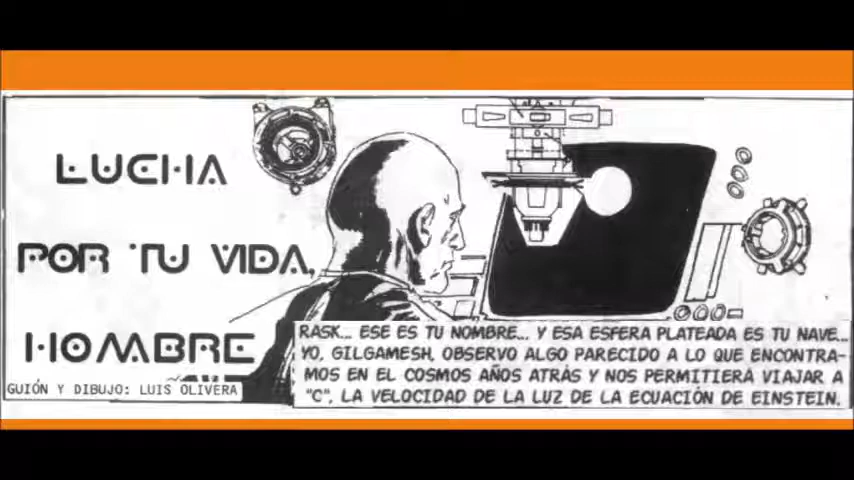 LUCHA
POR TU VIDA,
HOMBRE
GUIÓN Y DIBUJO: LUIS OLIVERA
RASK... ESE ES TU NOMBRE... Y ESA ESFERA PLATEADA ES TU NAVE...
YO, GILGAMESH, OBSERVO ALGO PARECIDO A LO QUE ENCONTRA-
MOS EN EL COSMOS AÑOS ATRÁS Y NOS PERMITIERA VIAJAR A
"C", LA VELOCIDAD DE LA LUZ DE LA ECUACIÓN DE EINSTEIN.